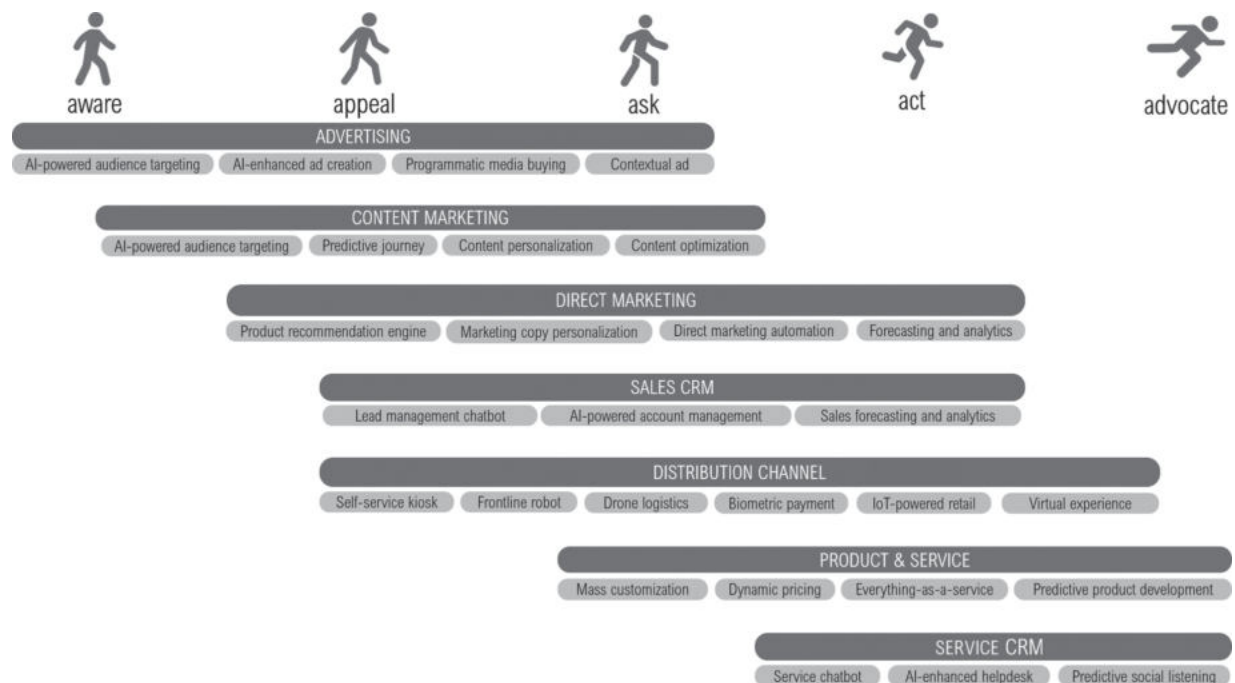 aware appeal ask act advocate
ADVERTISING
AI-powered audience targeting AI-enhanced ad creation Programmatic media buying Contextual ad
CONTENT MARKETING
AI-powered audience targeting Predictive journey Content personalization Content optimization
DIRECT MARKETING
Product recommendation engine Marketing copy personalization Direct marketing automation Forecasting and analytics
SALES CRM
Lead management chatbot AI-powered account management Sales forecasting and analytics
DISTRIBUTION CHANNEL
Self-service kiosk Frontline robot Drone logistics Biometric payment IoT-powered retail Virtual experience
PRODUCT & SERVICE
Mass customization Dynamic pricing Everything-as-a-service Predictive product development
SERVICE CRM
Service chatbot AI-enhanced helpdesk Predictive social listening